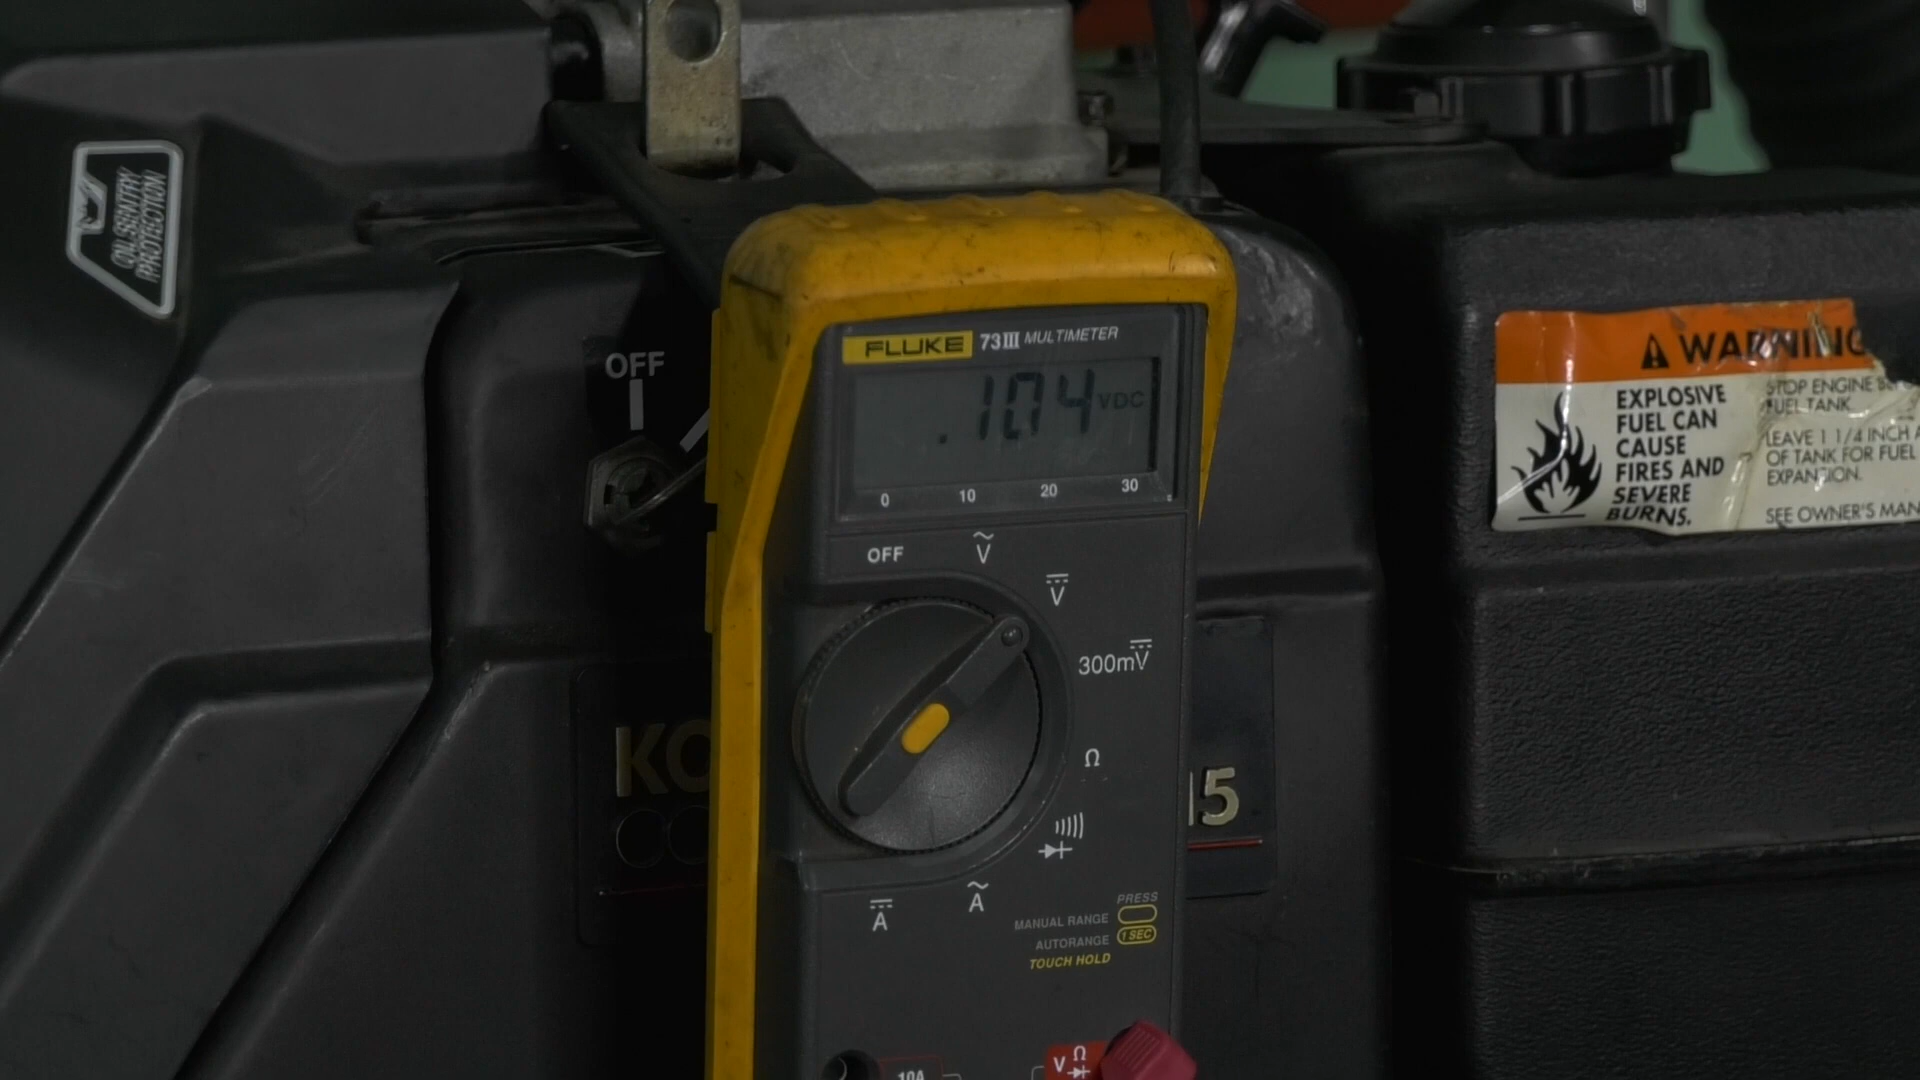 OIL SENTRY
PROTECTION
OFF
FLUKE 73III MULTIMETER
.104 VDC
0 10 20 30
OFF
V
V
300mV
Ω
A
A
PRESS
MANUAL RANGE
AUTORANGE 1 SEC
TOUCH HOLD
10A
V Ω
KO
15
WARNING
EXPLOSIVE
FUEL CAN
CAUSE
FIRES AND
SEVERE
BURNS.
STOP ENGINE
FUEL TANK
LEAVE 1 1/4 INCH
OF TANK FOR FUEL
EXPANSION.
SEE OWNER'S MAN